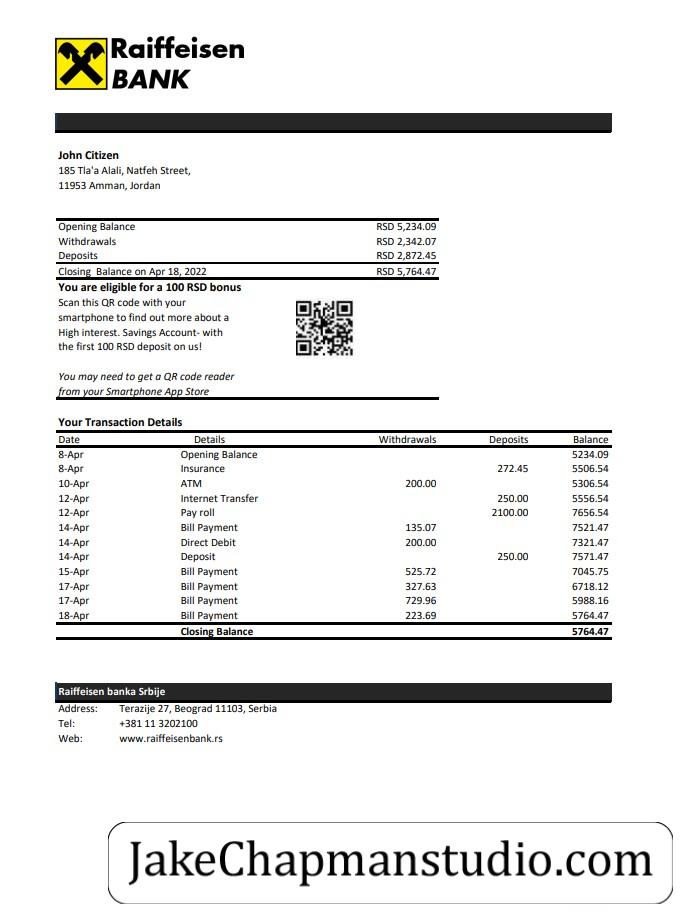 Raiffeisen
BANK
John Citizen
185 Tla'a Alali, Natfeh Street,
11953 Amman, Jordan
Opening Balance RSD 5,234.09
Withdrawals RSD 2,342.07
Deposits RSD 2,872.45
Closing Balance on Apr 18, 2022 RSD 5,764.47
You are eligible for a 100 RSD bonus
Scan this QR code with your
smartphone to find out more about a
High interest. Savings Account- with
the first 100 RSD deposit on us!
You may need to get a QR code reader
from your Smartphone App Store
Your Transaction Details
Date Details Withdrawals Deposits Balance
8-Apr Opening Balance 5234.09
8-Apr Insurance 272.45 5506.54
10-Apr ATM 200.00 5306.54
12-Apr Internet Transfer 250.00 5556.54
12-Apr Pay roll 2100.00 7656.54
14-Apr Bill Payment 135.07 7521.47
14-Apr Direct Debit 200.00 7321.47
14-Apr Deposit 250.00 7571.47
15-Apr Bill Payment 525.72 7045.75
17-Apr Bill Payment 327.63 6718.12
17-Apr Bill Payment 729.96 5988.16
18-Apr Bill Payment 223.69 5764.47
Closing Balance 5764.47
Raiffeisen banka Srbije
Address: Terazije 27, Beograd 11103, Serbia
Tel: +381 11 3202100
Web: www.raiffeisenbank.rs
JakeChapmanstudio.com